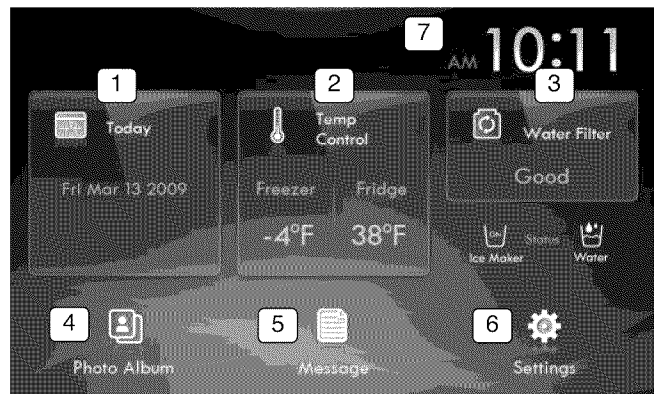 7
AM 10:11
1
2
3
Today
Temp
Control
Water Filter
Fri Mar 13 2009
Freezer
Fridge
Good
-4°F
38°F
ON
Status
Ice Maker
Water
4
5
6
Photo Album
Message
Settings